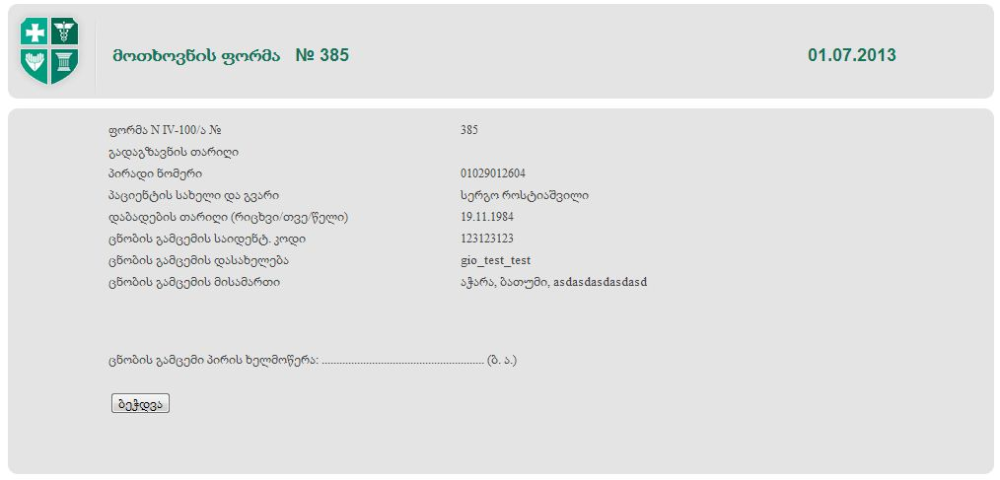 მოთხოვნის ფორმა № 385 01.07.2013
ფორმა N IV-100/ა № 385
გადაგზავნის თარიღი
პირადი ნომერი 01029012604
პაციენტის სახელი და გვარი სერგო როსტიაშვილი
დაბადების თარიღი (რიცხვი/თვე/წელი) 19.11.1984
ცნობის გამცემის საიდენტ. კოდი 123123123
ცნობის გამცემის დასახელება gio_test_test
ცნობის გამცემის მისამართი აჭარა, ბათუმი, asdasdasdasdasd
ცნობის გამცემი პირის ხელმოწერა: ....................................................... (ბ. ა.)
ბეჭდვა